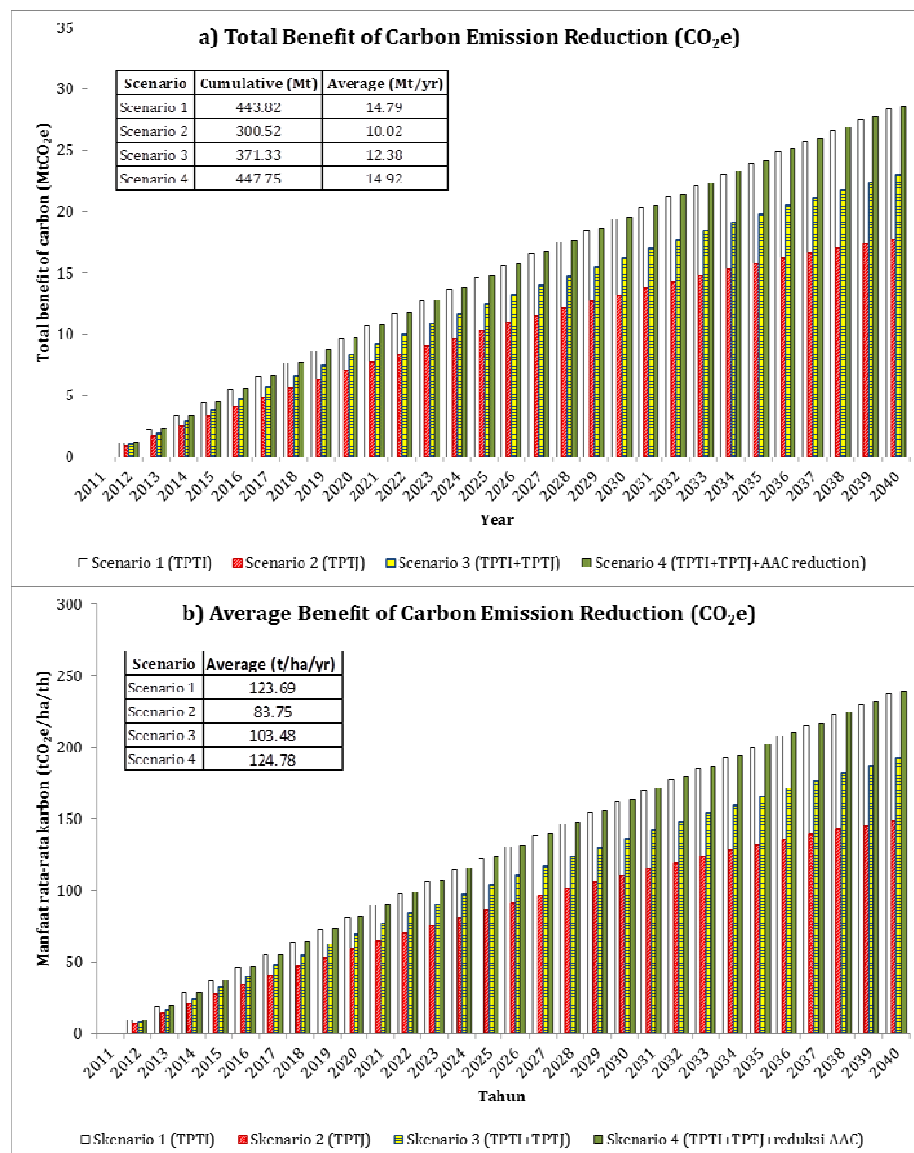 a) Total Benefit of Carbon Emission Reduction (CO₂e)
Total benefit of carbon (MtCO₂e)
35
30
25
20
15
10
5
0
Scenario Cumulative (Mt) Average (Mt/yr)
Scenario 1 443.82 14.79
Scenario 2 300.52 10.02
Scenario 3 371.33 12.38
Scenario 4 447.75 14.92
2011 2012 2013 2014 2015 2016 2017 2018 2019 2020 2021 2022 2023 2024 2025 2026 2027 2028 2029 2030 2031 2032 2033 2034 2035 2036 2037 2038 2039 2040
Year
Scenario 1 (TPTI) Scenario 2 (TPTJ) Scenario 3 (TPTI+TPTJ) Scenario 4 (TPTI+TPTJ+AAC reduction)
b) Average Benefit of Carbon Emission Reduction (CO₂e)
Manfaat rata-rata karbon (tCO₂e/ha/th)
300
250
200
150
100
50
0
Scenario Average (t/ha/yr)
Scenario 1 123.69
Scenario 2 83.75
Scenario 3 103.48
Scenario 4 124.78
2011 2012 2013 2014 2015 2016 2017 2018 2019 2020 2021 2022 2023 2024 2025 2026 2027 2028 2029 2030 2031 2032 2033 2034 2035 2036 2037 2038 2039 2040
Tahun
Skenario 1 (TPTI) Skenario 2 (TPTJ) Skenario 3 (TPTI+TPTJ) Skenario 4 (TPTI+TPTJ+reduksi AAC)